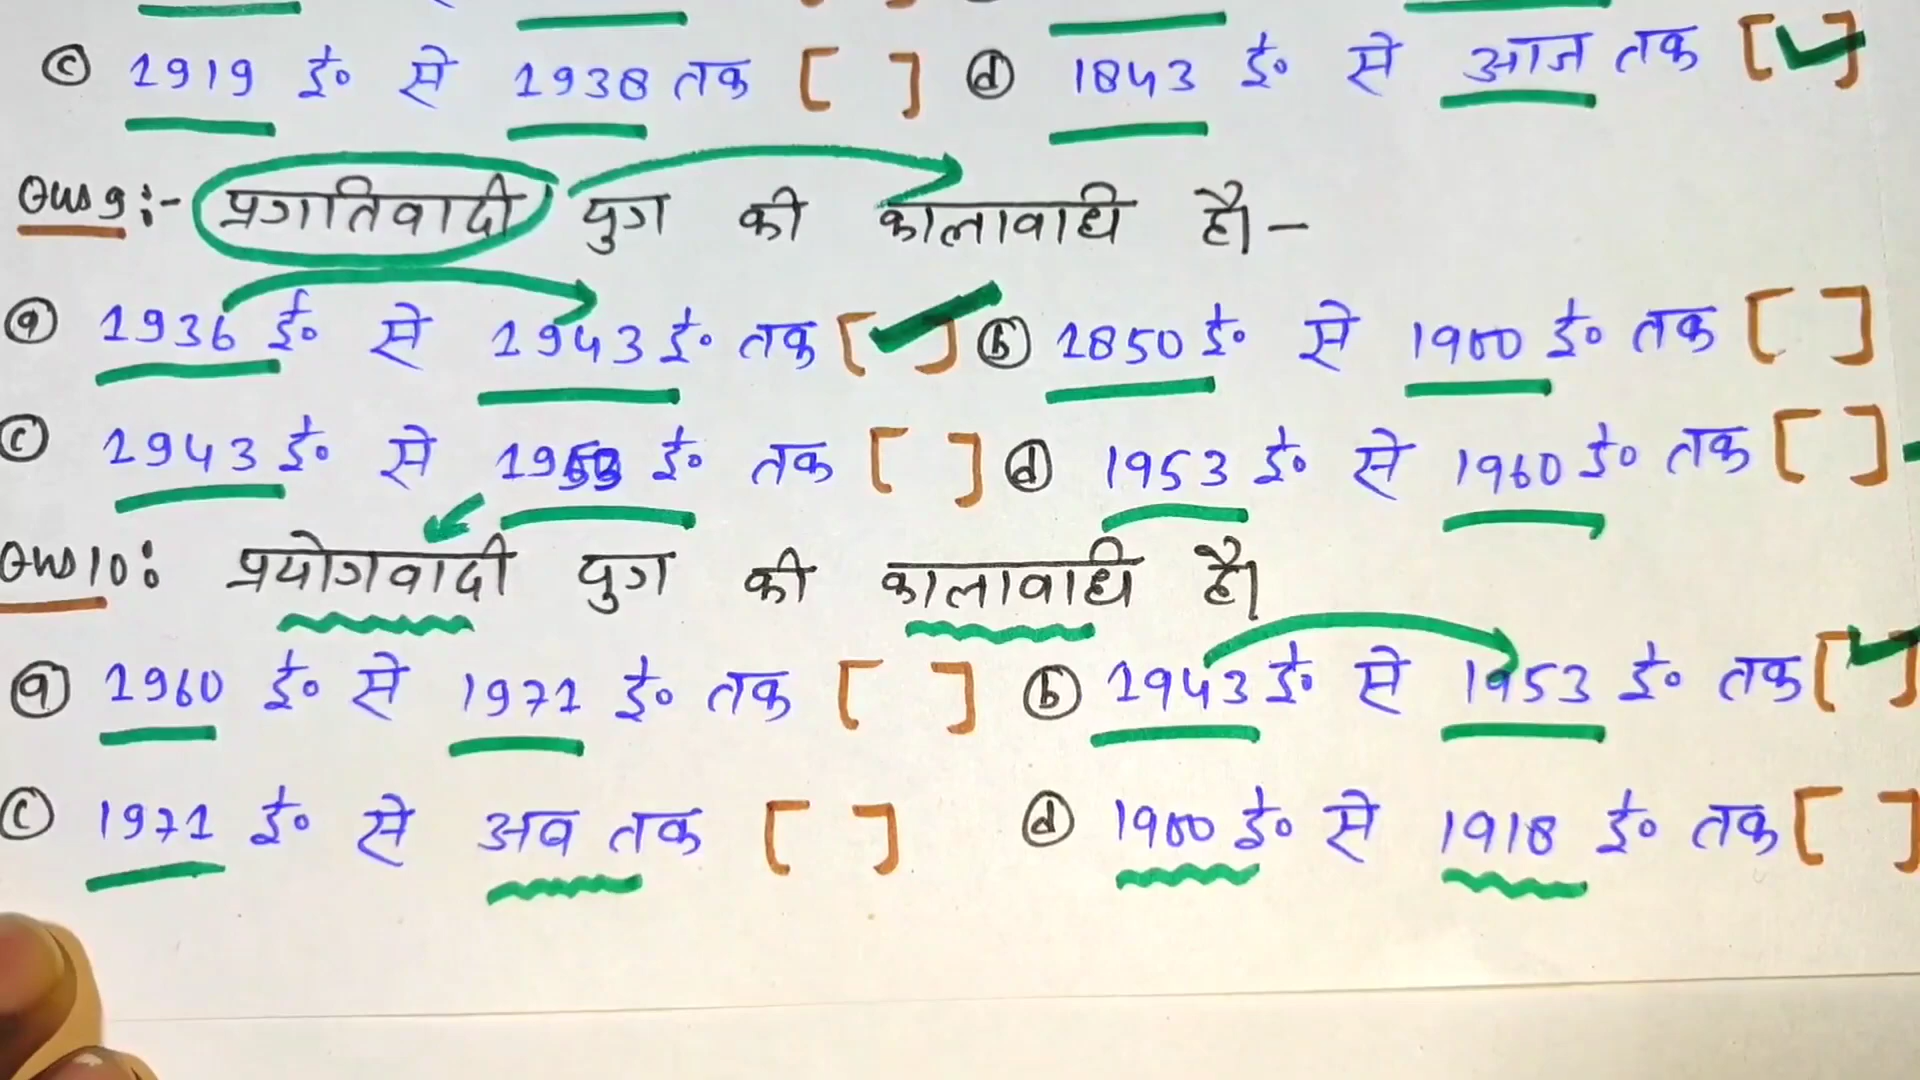 (c) 1919 ई० से 1938 तक [ ] (d) 1843 ई० से आज तक [✓]
Qus 9:- प्रगतिवादी युग की कालावधि है। -
(a) 1936 ई० से 1943 ई० तक [✓] (b) 1850 ई० से 1900 ई० तक [ ]
(c) 1943 ई० से 1953 ई० तक [ ] (d) 1953 ई० से 1960 ई० तक [ ]
Qus 10: प्रयोगवादी युग की कालावधि है।
(a) 1960 ई० से 1971 ई० तक [ ] (b) 1943 ई० से 1953 ई० तक [✓]
(c) 1971 ई० से अब तक [ ] (d) 1900 ई० से 1918 ई० तक [ ]